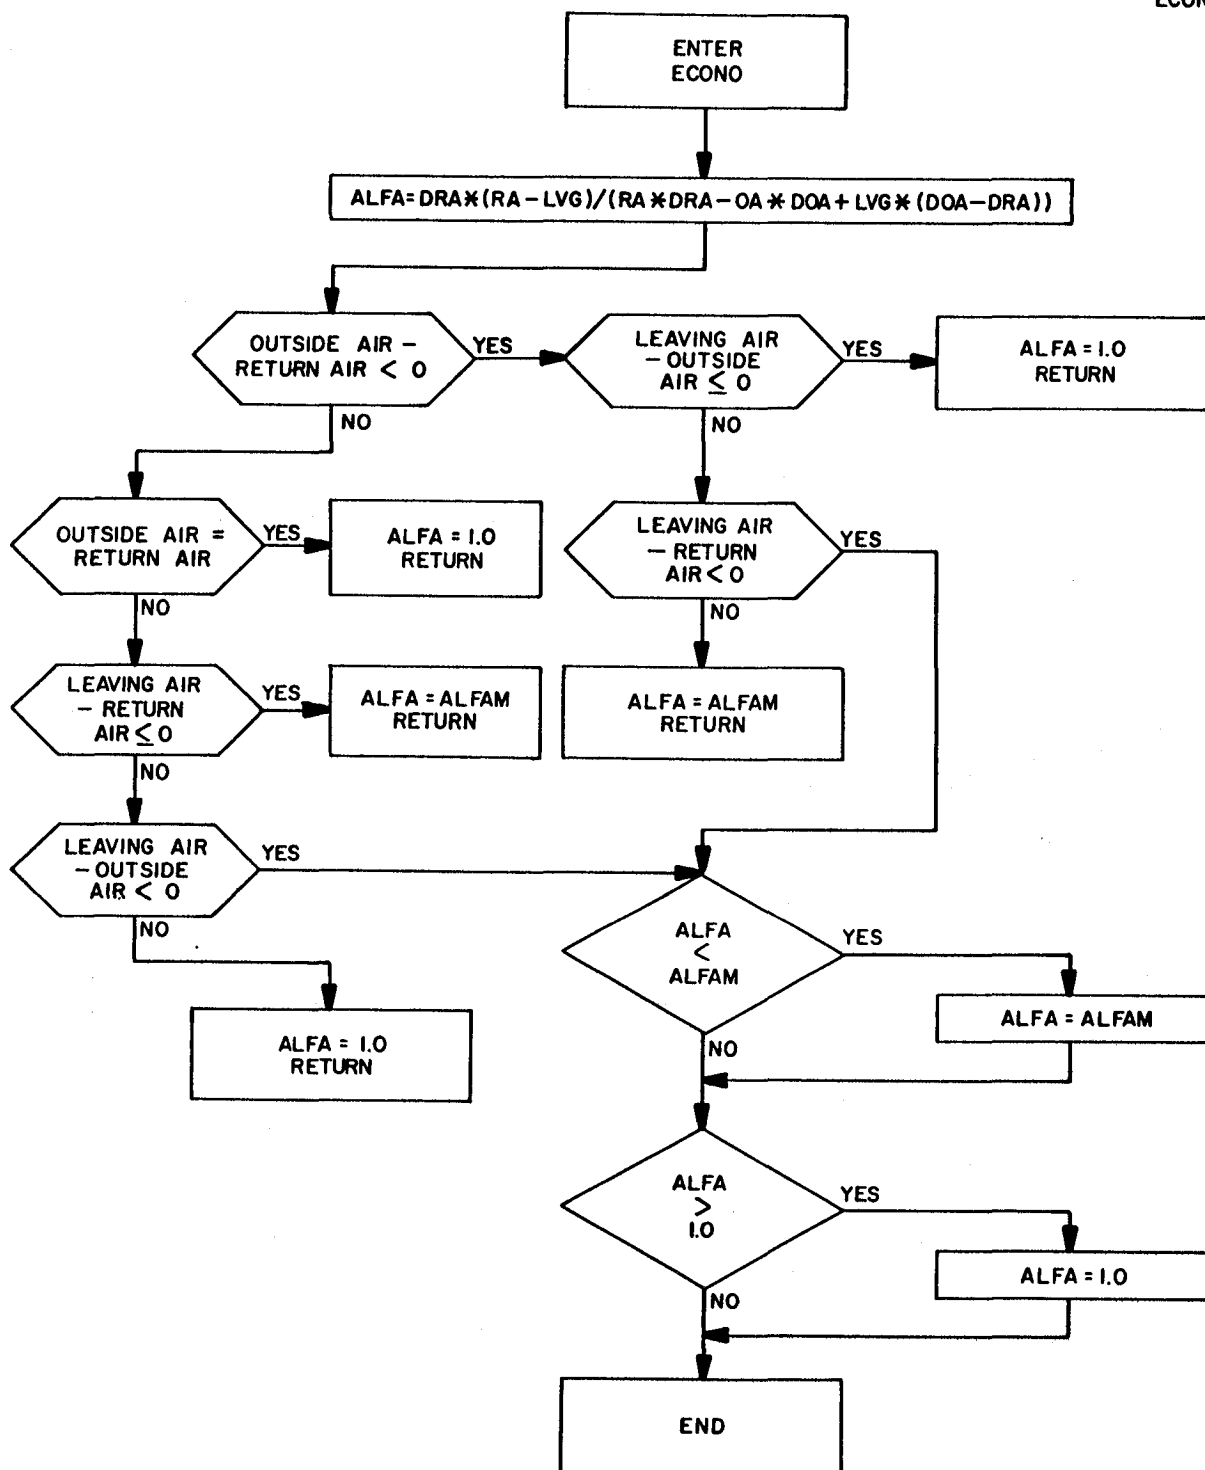 ECON
ENTER
ECONO
ALFA=DRA*(RA-LVG)/(RA*DRA-OA*DOA+LVG*(DOA-DRA))
OUTSIDE AIR -
RETURN AIR < 0
YES
NO
LEAVING AIR
-OUTSIDE
AIR ≤ 0
YES
NO
ALFA=1.0
RETURN
OUTSIDE AIR =
RETURN AIR
YES
NO
ALFA = 1.0
RETURN
LEAVING AIR
- RETURN
AIR < 0
YES
NO
LEAVING AIR
- RETURN
AIR ≤ 0
YES
NO
ALFA = ALFAM
RETURN
ALFA = ALFAM
RETURN
LEAVING AIR
-OUTSIDE
AIR < 0
YES
NO
ALFA = 1.0
RETURN
ALFA
<
ALFAM
YES
NO
ALFA = ALFAM
ALFA
>
1.0
YES
NO
ALFA = 1.0
END